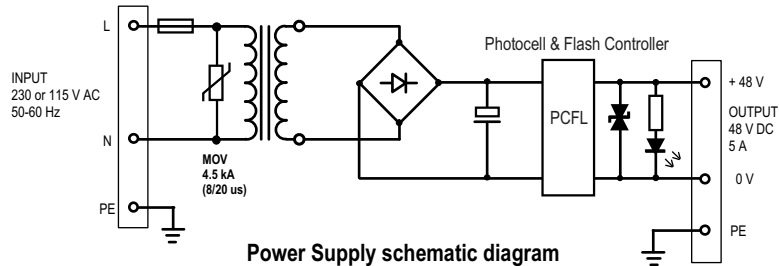 L
INPUT
230 or 115 V AC
50-60 Hz
N
PE
MOV
4.5 kA
(8/20 us)
Photocell & Flash Controller
PCFL
+ 48 V
OUTPUT
48 V DC
5 A
0 V
PE
Power Supply schematic diagram